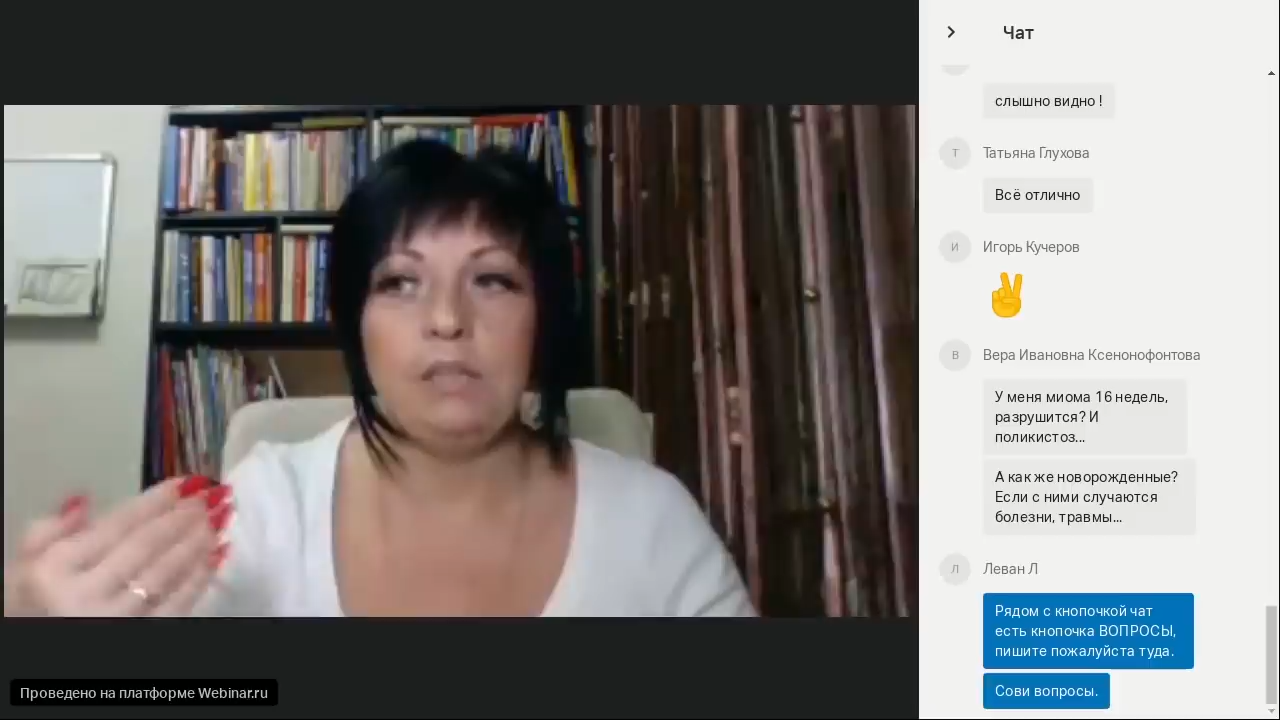 Чат
слышно видно !
Т
Татьяна Глухова
Всё отлично
И
Игорь Кучеров
В
Вера Ивановна Ксенонофонтова
У меня миома 16 недель,
разрушится? И
поликистоз...
А как же новорожденные?
Если с ними случаются
болезни, травмы...
Л
Леван Л
Рядом с кнопочкой чат
есть кнопочка ВОПРОСЫ,
пишите пожалуйста туда.
Сови вопросы.
Проведено на платформе Webinar.ru